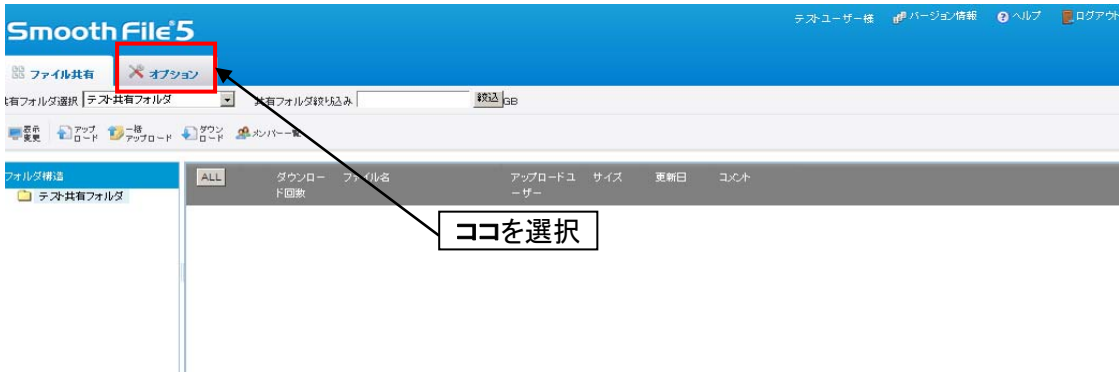 テストユーザー様 バージョン情報 ? ヘルプ ログアウト
Smooth File 5
ファイル共有 オプション
共有フォルダ選択 テスト共有フォルダ 共有フォルダ絞り込み 絞込 GB
表示変更 アップロード 一括アップロード ダウンロード メンバー一覧
フォルダ構造 ALL ダウンロード回数 ファイル名 アップロードユーザー サイズ 更新日 コメント
テスト共有フォルダ
ココを選択